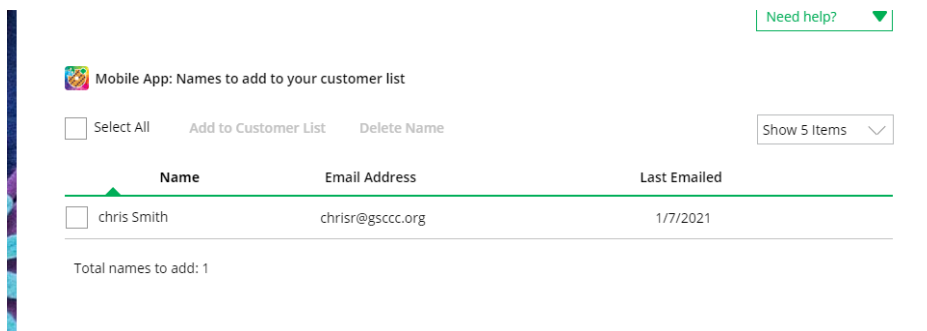 Need help?
Mobile App: Names to add to your customer list
Select All Add to Customer List Delete Name Show 5 Items
Name Email Address Last Emailed
chris Smith chrisr@gsccc.org 1/7/2021
Total names to add: 1